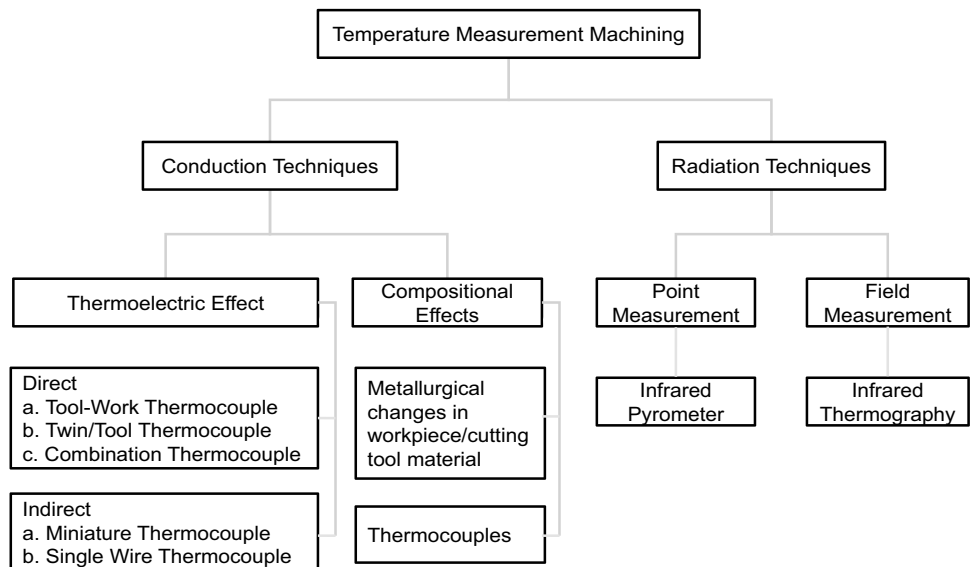 Temperature Measurement Machining
Conduction Techniques
Radiation Techniques
Thermoelectric Effect
Compositional
Effects
Point
Measurement
Field
Measurement
Direct
a. Tool-Work Thermocouple
b. Twin/Tool Thermocouple
c. Combination Thermocouple
Metallurgical
changes in
workpiece/cutting
tool material
Infrared
Pyrometer
Infrared
Thermography
Indirect
a. Miniature Thermocouple
b. Single Wire Thermocouple
Thermocouples